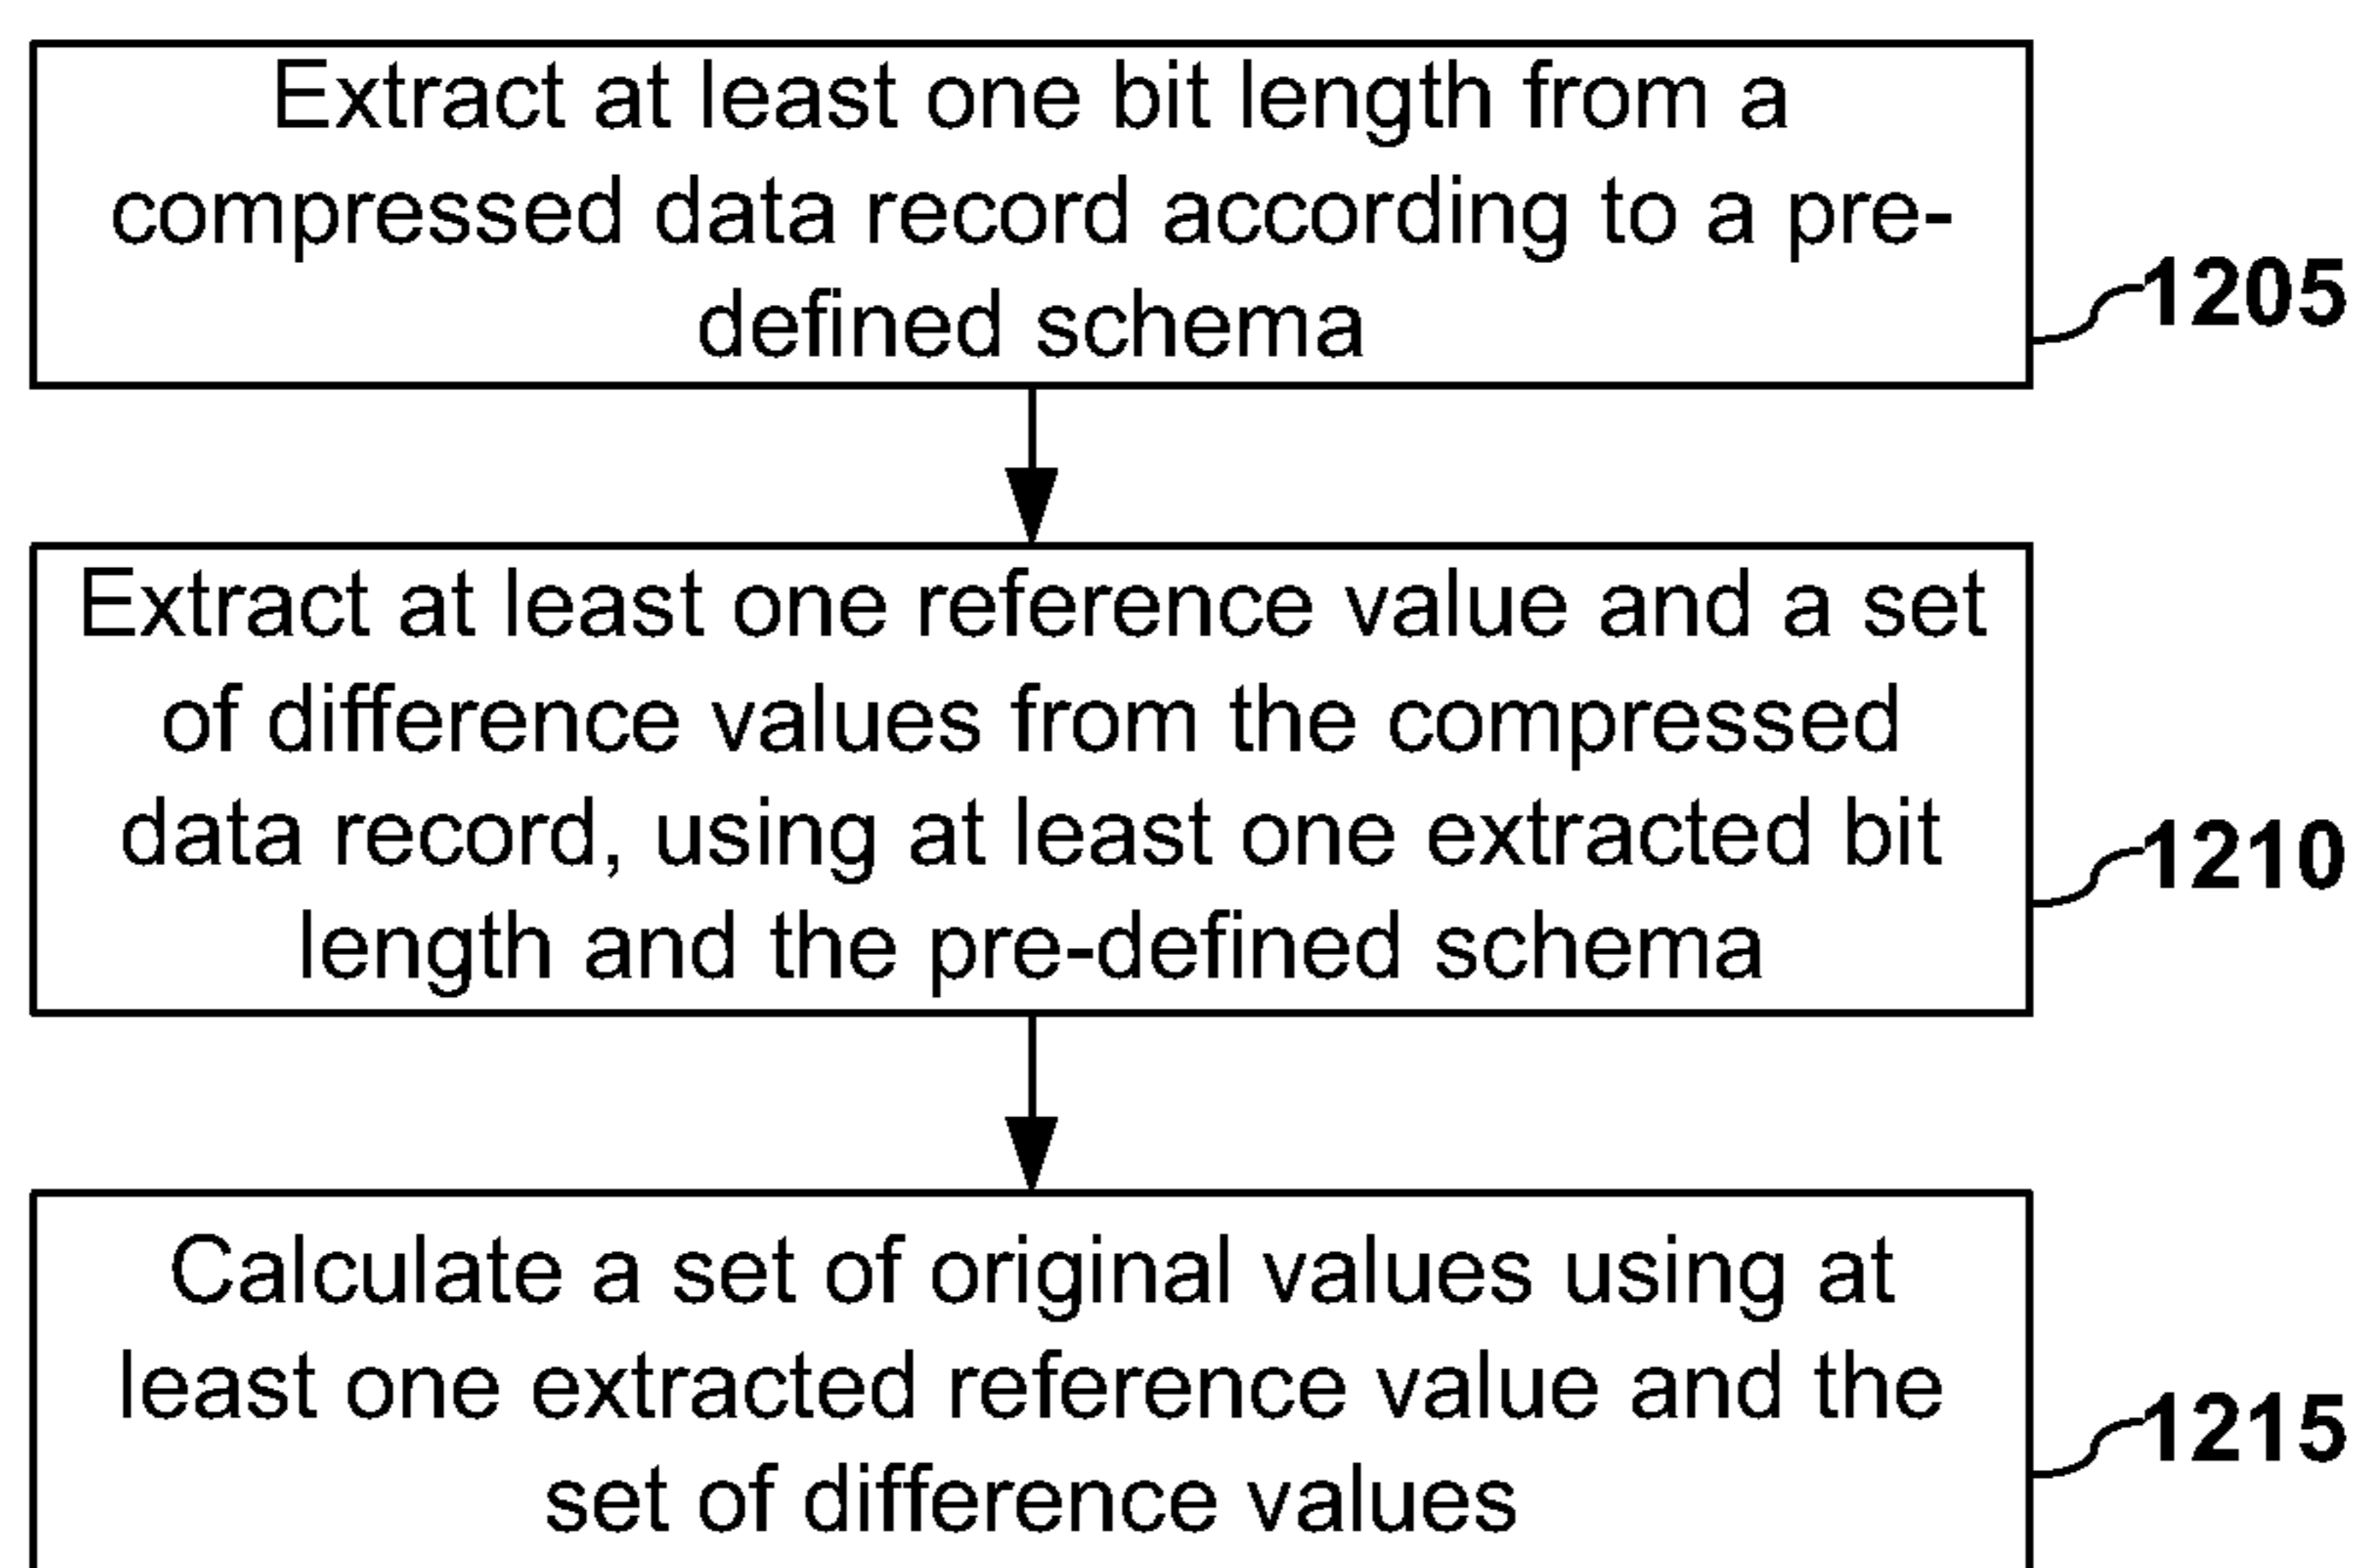 Extract at least one bit length from a
compressed data record according to a pre-
defined schema
1205
Extract at least one reference value and a set
of difference values from the compressed
data record, using at least one extracted bit
length and the pre-defined schema
1210
Calculate a set of original values using at
least one extracted reference value and the
set of difference values
1215